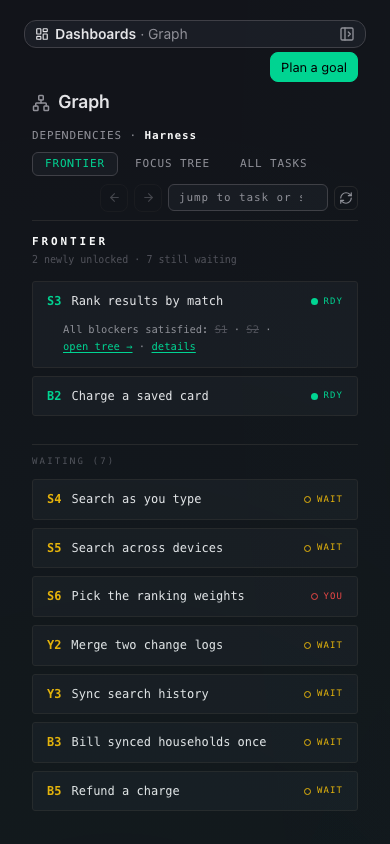 Dashboards · Graph
Plan a goal
Graph
DEPENDENCIES · Harness
FRONTIER FOCUS TREE ALL TASKS
← → jump to task or s
FRONTIER
2 newly unlocked · 7 still waiting
S3 Rank results by match RDY
All blockers satisfied: S1 · S2 ·
open tree → · details
B2 Charge a saved card RDY
WAITING (7)
S4 Search as you type WAIT
S5 Search across devices WAIT
S6 Pick the ranking weights YOU
Y2 Merge two change logs WAIT
Y3 Sync search history WAIT
B3 Bill synced households once WAIT
B5 Refund a charge WAIT